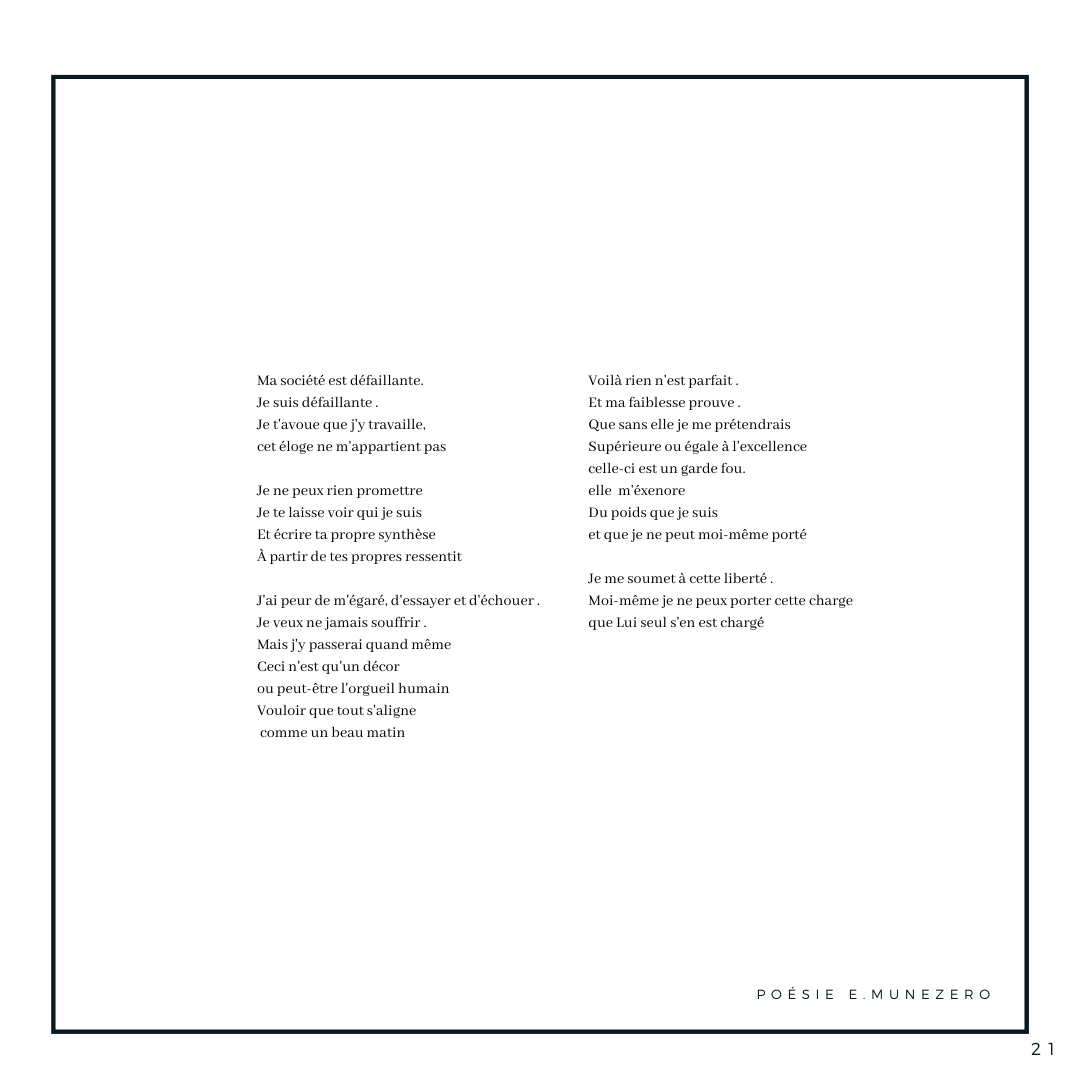 Ma société est défaillante.
Je suis défaillante .
Je t'avoue que j'y travaille,
cet éloge ne m'appartient pas

Je ne peux rien promettre
Je te laisse voir qui je suis
Et écrire ta propre synthèse
À partir de tes propres ressentit

J'ai peur de m'égaré, d'essayer et d'échouer .
Je veux ne jamais souffrir .
Mais j'y passerai quand même
Ceci n'est qu'un décor
ou peut-être l'orgueil humain
Vouloir que tout s'aligne
comme un beau matin

Voilà rien n'est parfait .
Et ma faiblesse prouve .
Que sans elle je me prétendrais
Supérieure ou égale à l'excellence
celle-ci est un garde fou.
elle  m'éxenore
Du poids que je suis
et que je ne peut moi-même porté

Je me soumet à cette liberté .
Moi-même je ne peux porter cette charge
que Lui seul s'en est chargé

POÉSIE E.MUNEZERO
21